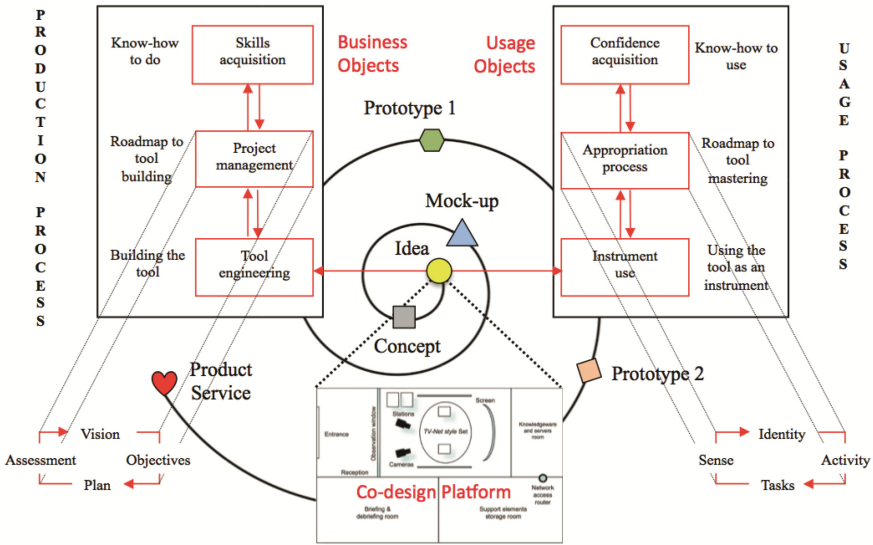 PRODUCTION PROCESS
Know-how
to do
Skills
acquisition
Roadmap to
tool
building
Project
management
Building the
tool
Tool
engineering
Business
Objects
Usage
Objects
Prototype 1
Mock-up
Idea
Concept
Product
Service
Prototype 2
Confidence
acquisition
Know-how to
use
Appropriation
process
Roadmap to
tool
mastering
Instrument
use
Using the
tool as an
instrument
USAGE PROCESS
Vision
Assessment
Objectives
Plan
Identity
Sense
Activity
Tasks
Entrance
Observation window
Reception
Stations
Cameras
TV-Net style Set
Screen
Knowledgeware and
servers
room
Co-design Platform
Network
access
router
Briefing &
debriefing room
Support elements
storage room